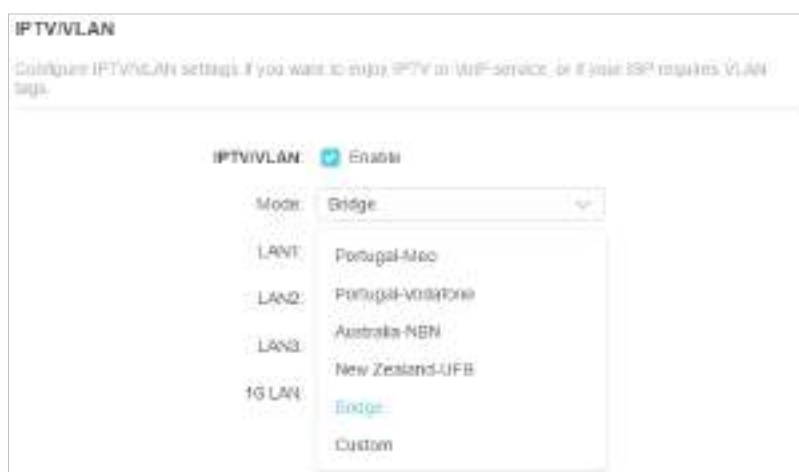 IPTV/VLAN
Configure IPTV/VLAN settings if you want to enjoy IPTV or VoIP service, or if your ISP requires VLAN
tags.
IPTV/VLAN: Enable
Mode: Bridge
LAN1:
Portugal-Meo
LAN2:
Portugal-Vodafone
Australia-NBN
LAN3:
New Zealand-UFB
1G LAN:
Bridge
Custom